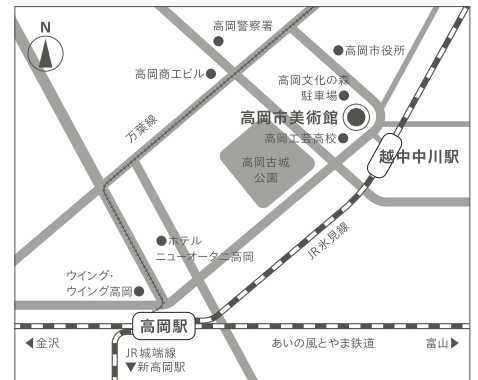 N
高岡警察署
高岡市役所
高岡商工ビル
高岡文化の森
駐車場
高岡市美術館
万葉線
高岡工芸高校
越中中川駅
高岡古城
公園
ホテル
ニューオータニ高岡
JR氷見線
ウイング・
ウイング高岡
高岡駅
◀金沢
あいの風とやま鉄道
富山▶
JR城端線
▼新高岡駅